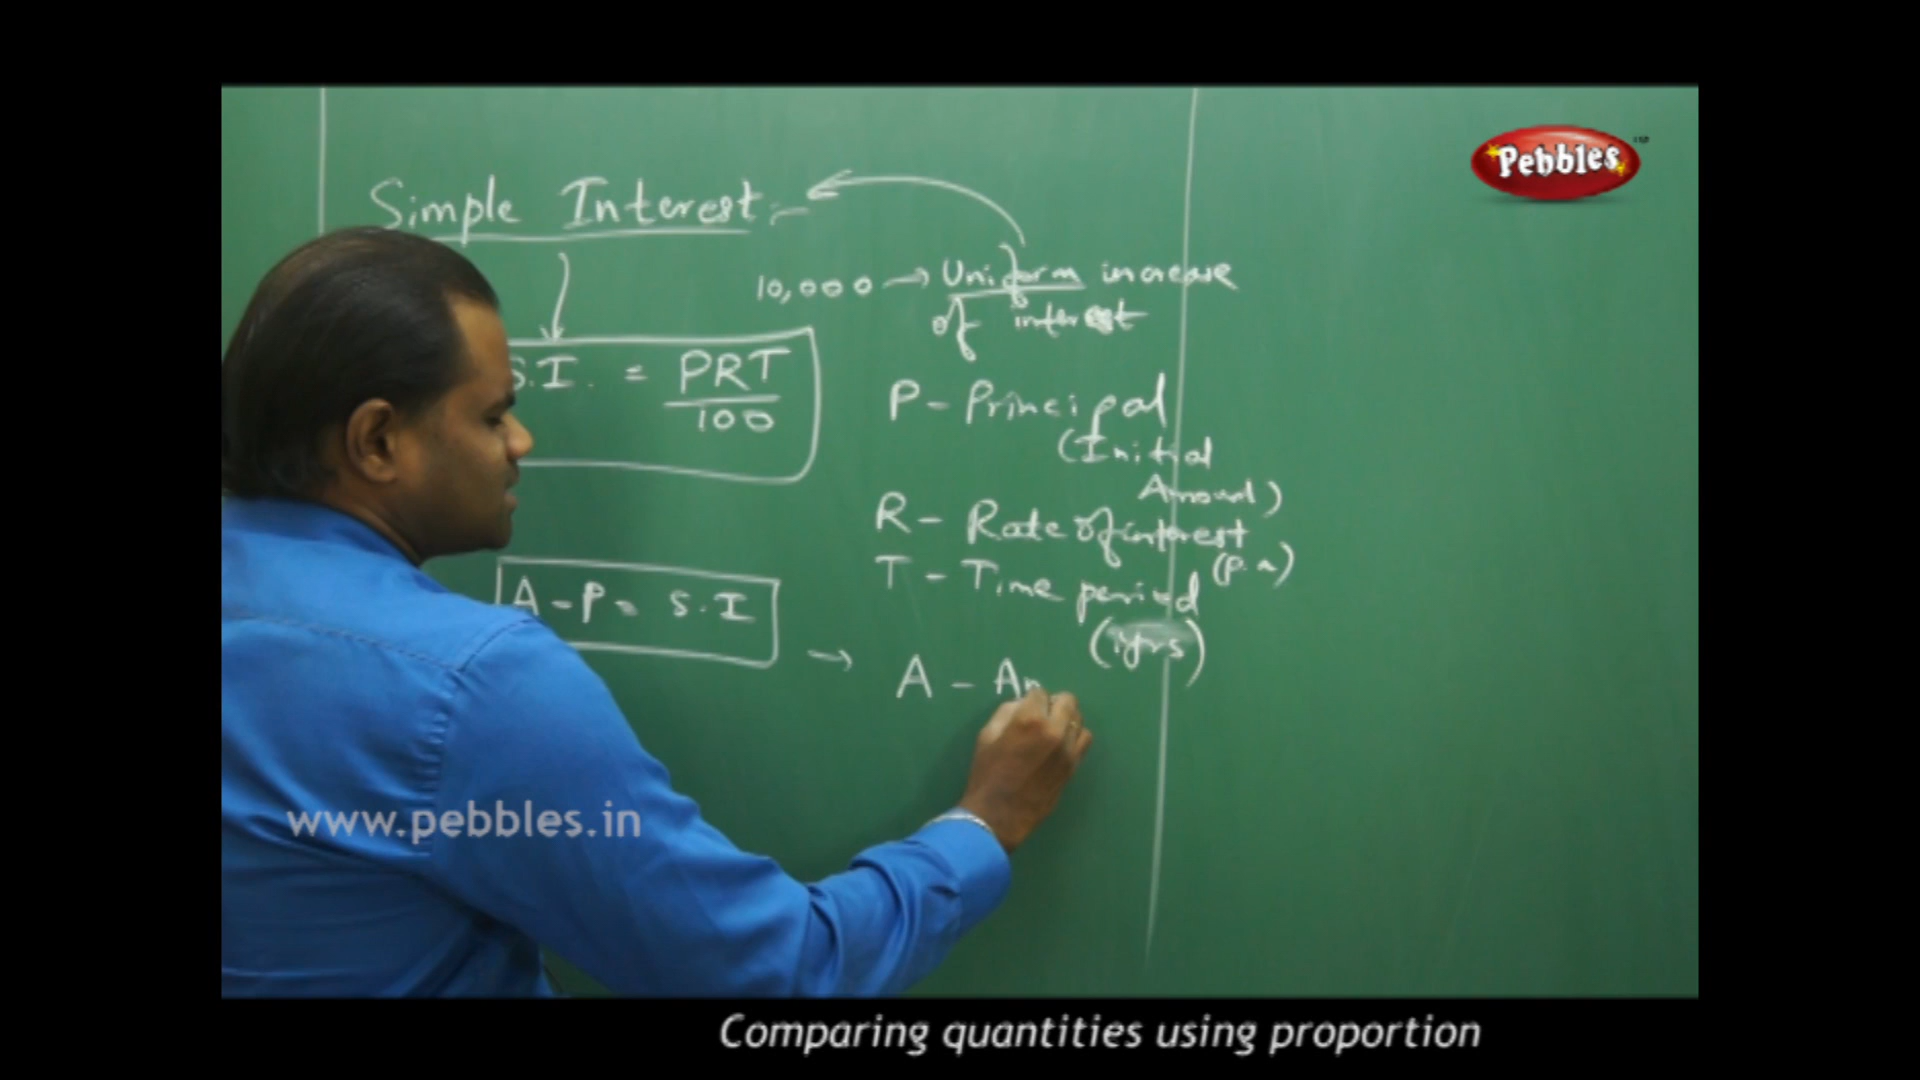 Pebbles
Simple Interest :-
10,000 → Uniform increase
of interest
S.I. = PRT
100
P - Principal
(Initial
Amount)
R - Rate of interest
(p.a)
T - Time period
(yrs)
A - P = S.I
→ A - Am
www.pebbles.in
Comparing quantities using proportion